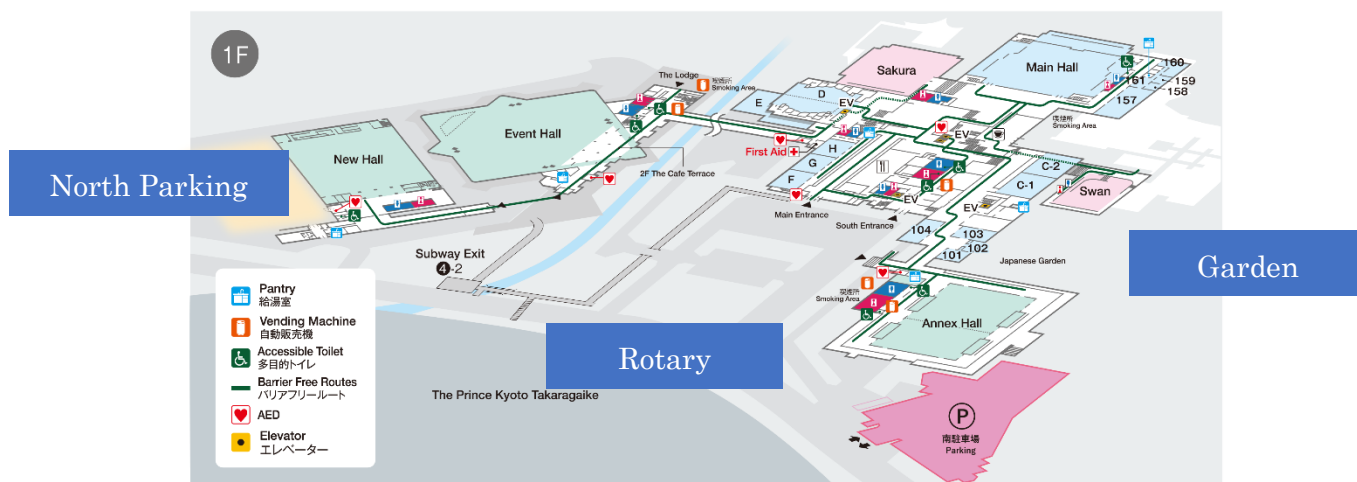 1F
The Lodge
喫煙所
Smoking Area
Sakura
Main Hall
160
161
159
158
157
E
D
EV
Event Hall
New Hall
喫煙所
Smoking Area
EV
First Aid
H
G
F
2F The Cafe Terrace
C-2
C-1
Swan
North Parking
EV
EV
Main Entrance
South Entrance
104
103
102
101
Japanese Garden
Garden
Subway Exit
4-2
喫煙所
Smoking Area
Annex Hall
Rotary
The Prince Kyoto Takaragaike
P
南駐車場
Parking
Pantry
給湯室
Vending Machine
自動販売機
Accessible Toilet
多目的トイレ
Barrier Free Routes
バリアフリールート
AED
Elevator
エレベーター